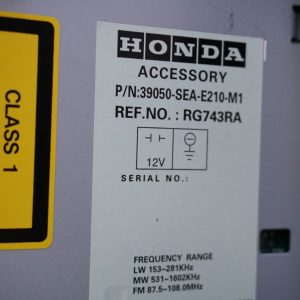 HONDA
ACCESSORY
P/N:39050-SEA-E210-M1
REF.NO. : RG743RA
12V
SERIAL NO.:
FREQUENCY RANGE
LW 153-281KHz
MW 531-1602KHz
FM 87.5-108.0MHz
CLASS 1